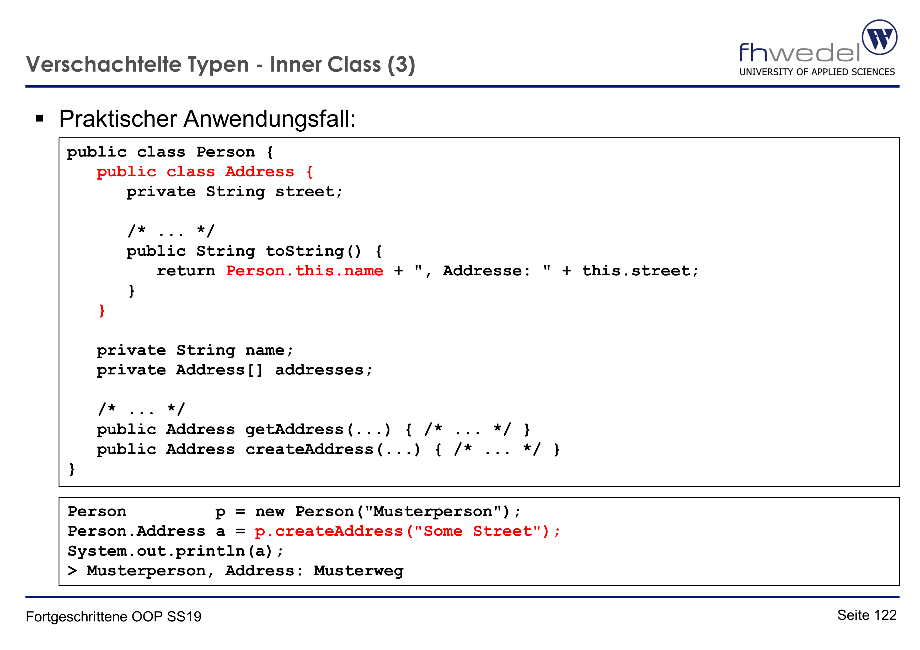 Verschachtelte Typen - Inner Class (3)
fhwedel
W
UNIVERSITY OF APPLIED SCIENCES
▪ Praktischer Anwendungsfall:
public class Person {
   public class Address {
      private String street;

      /* ... */
      public String toString() {
         return Person.this.name + ", Addresse: " + this.street;
      }
   }

   private String name;
   private Address[] addresses;

   /* ... */
   public Address getAddress(...) { /* ... */ }
   public Address createAddress(...) { /* ... */ }
}
Person         p = new Person("Musterperson");
Person.Address a = p.createAddress("Some Street");
System.out.println(a);
> Musterperson, Address: Musterweg
Fortgeschrittene OOP SS19
Seite 122